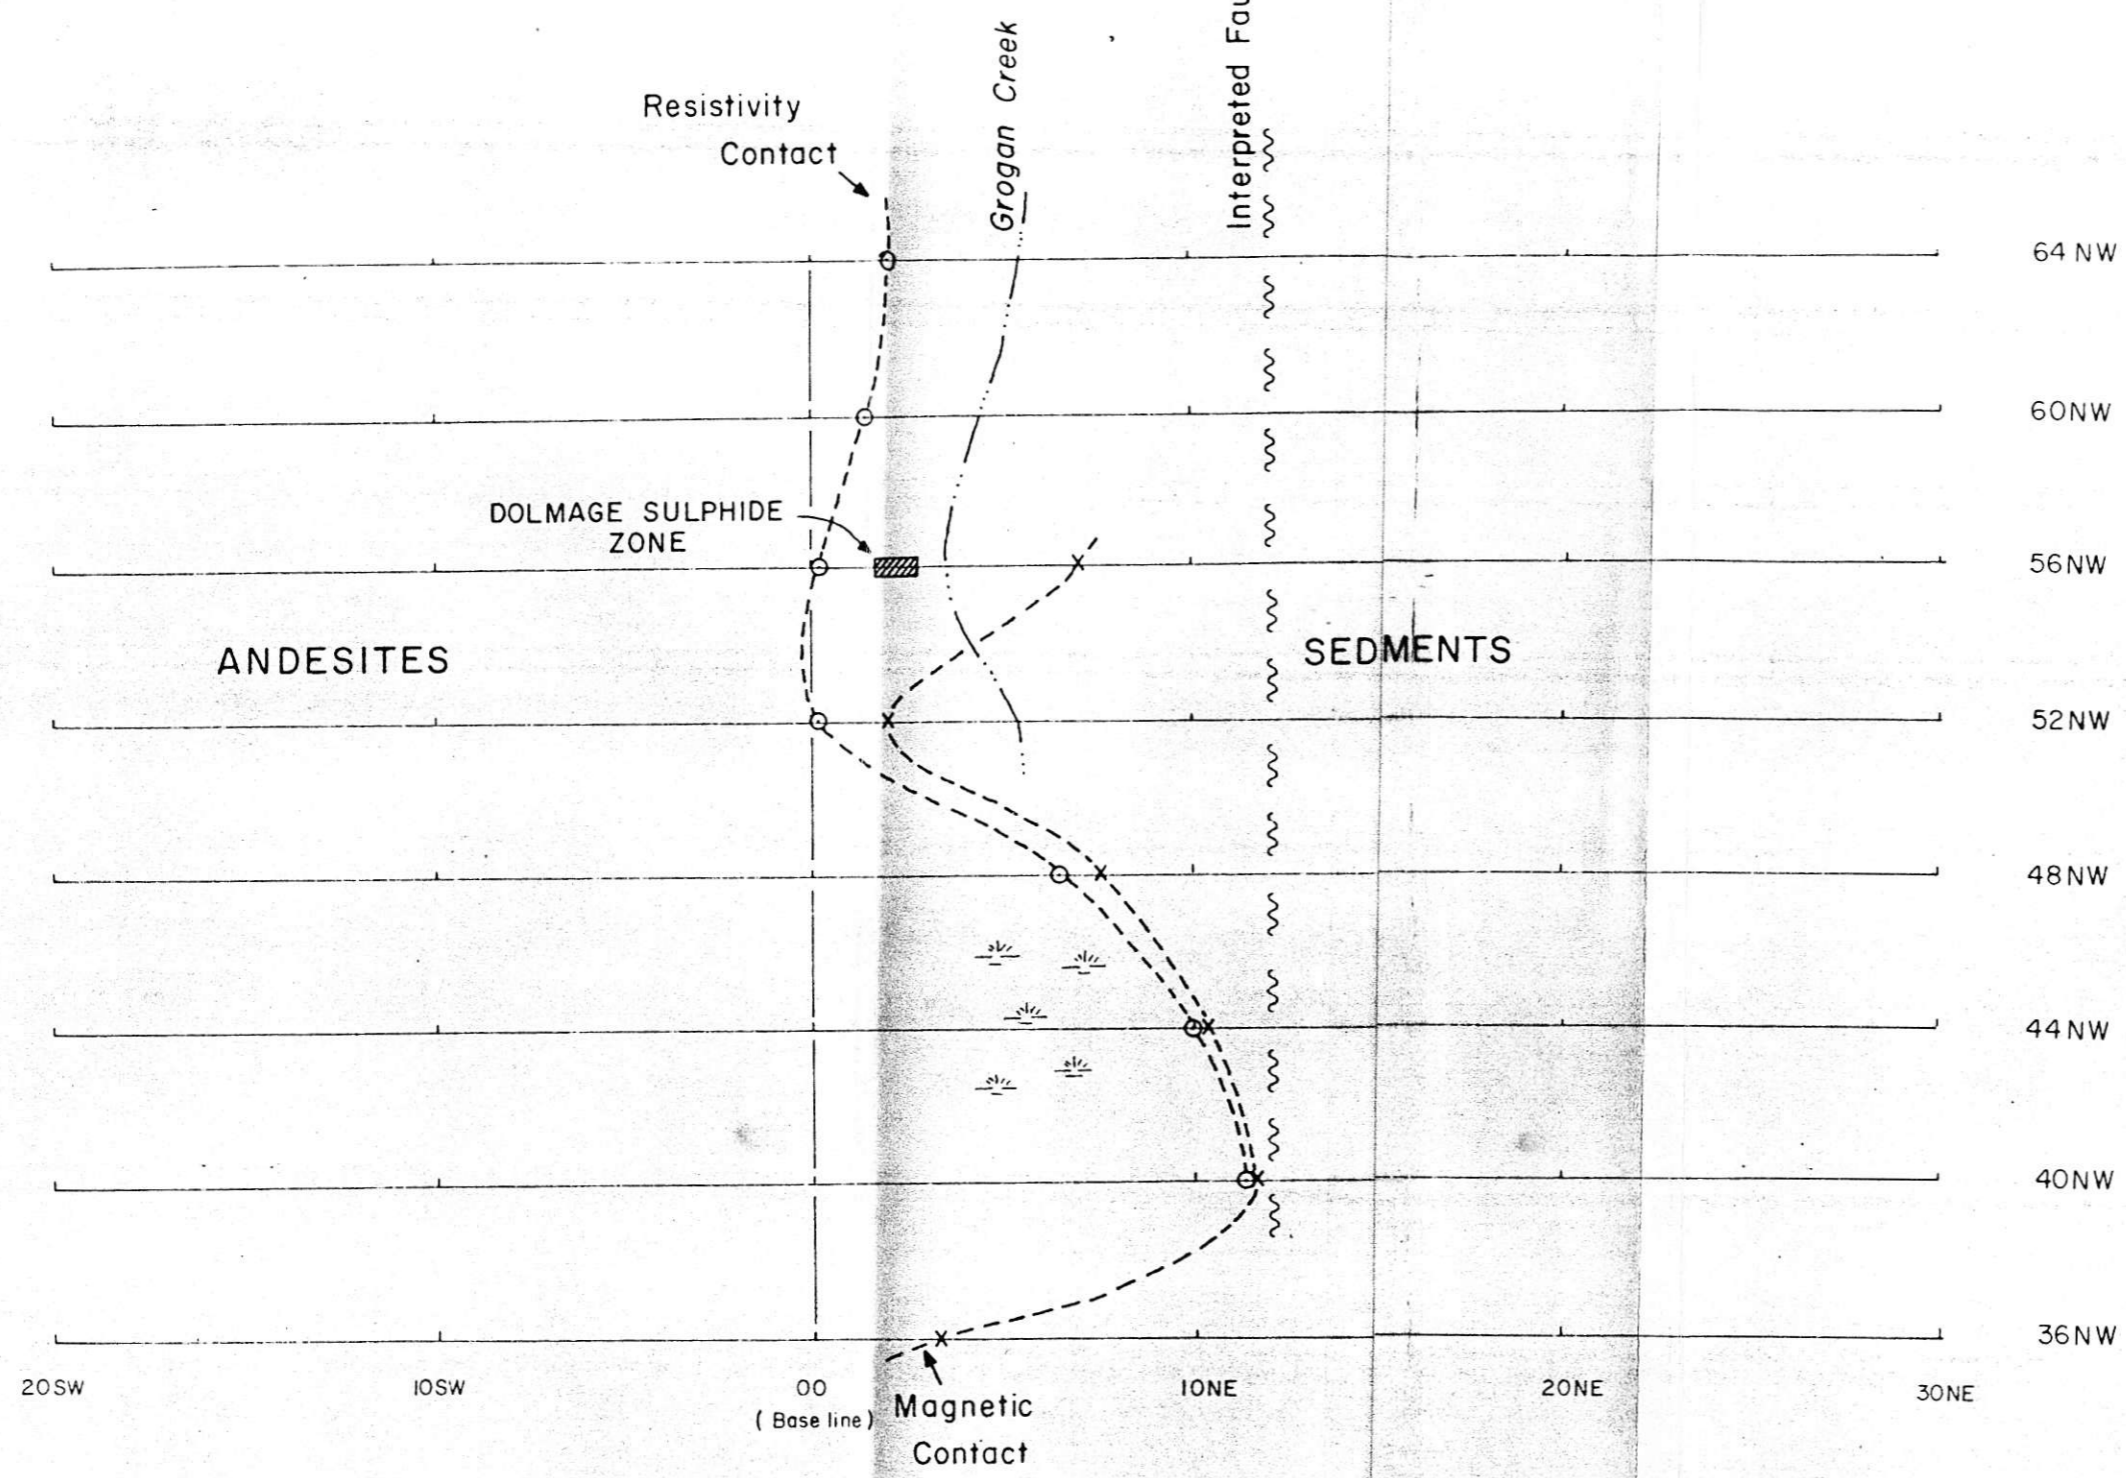 Grogan Creek
Interpreted Fau
Resistivity
Contact
64 NW
60NW
DOLMAGE SULPHIDE
ZONE
56NW
ANDESITES
SEDMENTS
52NW
48NW
44NW
40NW
36NW
20SW
10SW
00
10NE
20NE
30NE
( Base line )
Magnetic
Contact